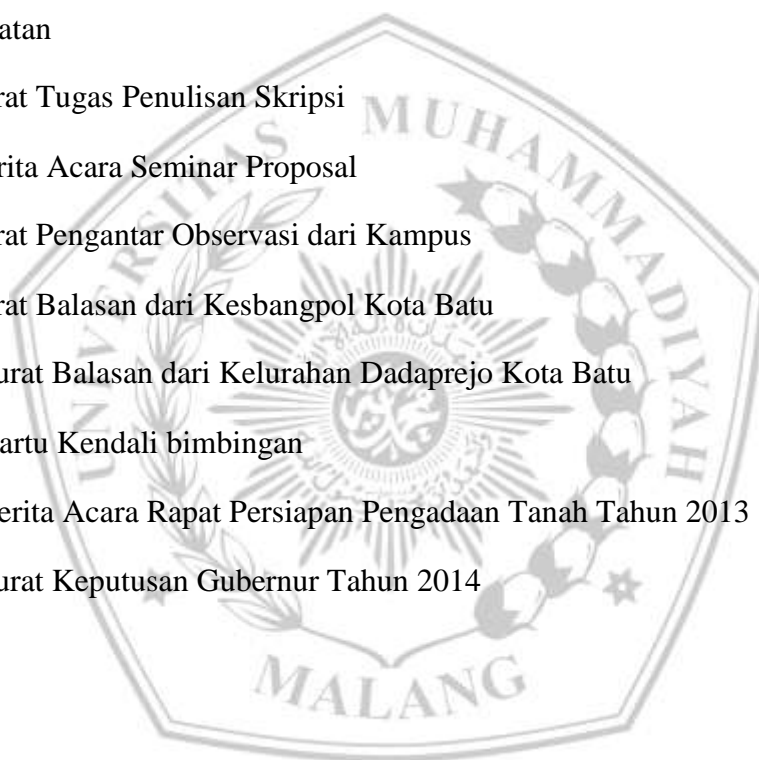 atan
rat Tugas Penulisan Skripsi
rita Acara Seminar Proposal
rat Pengantar Observasi dari Kampus
rat Balasan dari Kesbangpol Kota Batu
urat Balasan dari Kelurahan Dadaprejo Kota Batu
artu Kendali bimbingan
erita Acara Rapat Persiapan Pengadaan Tanah Tahun 2013
urat Keputusan Gubernur Tahun 2014
UNIVERSITAS MUHAMMADIYAH
MALANG